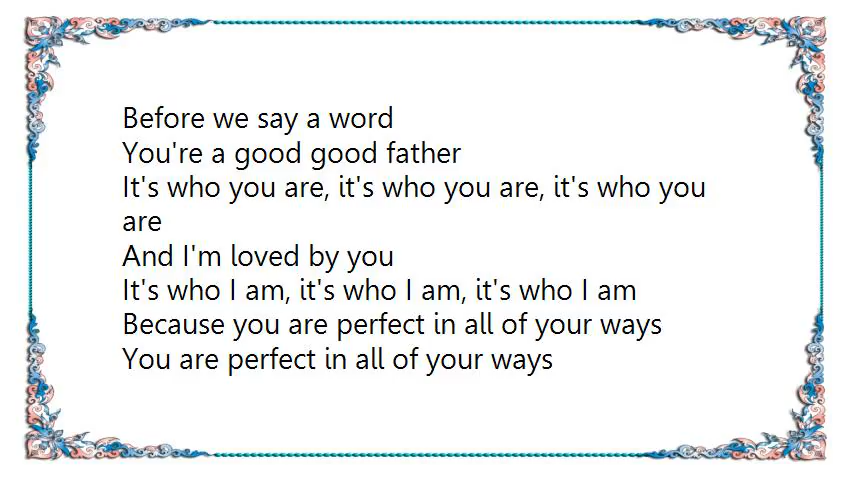 Before we say a word
You're a good good father
It's who you are, it's who you are, it's who you
are
And I'm loved by you
It's who I am, it's who I am, it's who I am
Because you are perfect in all of your ways
You are perfect in all of your ways